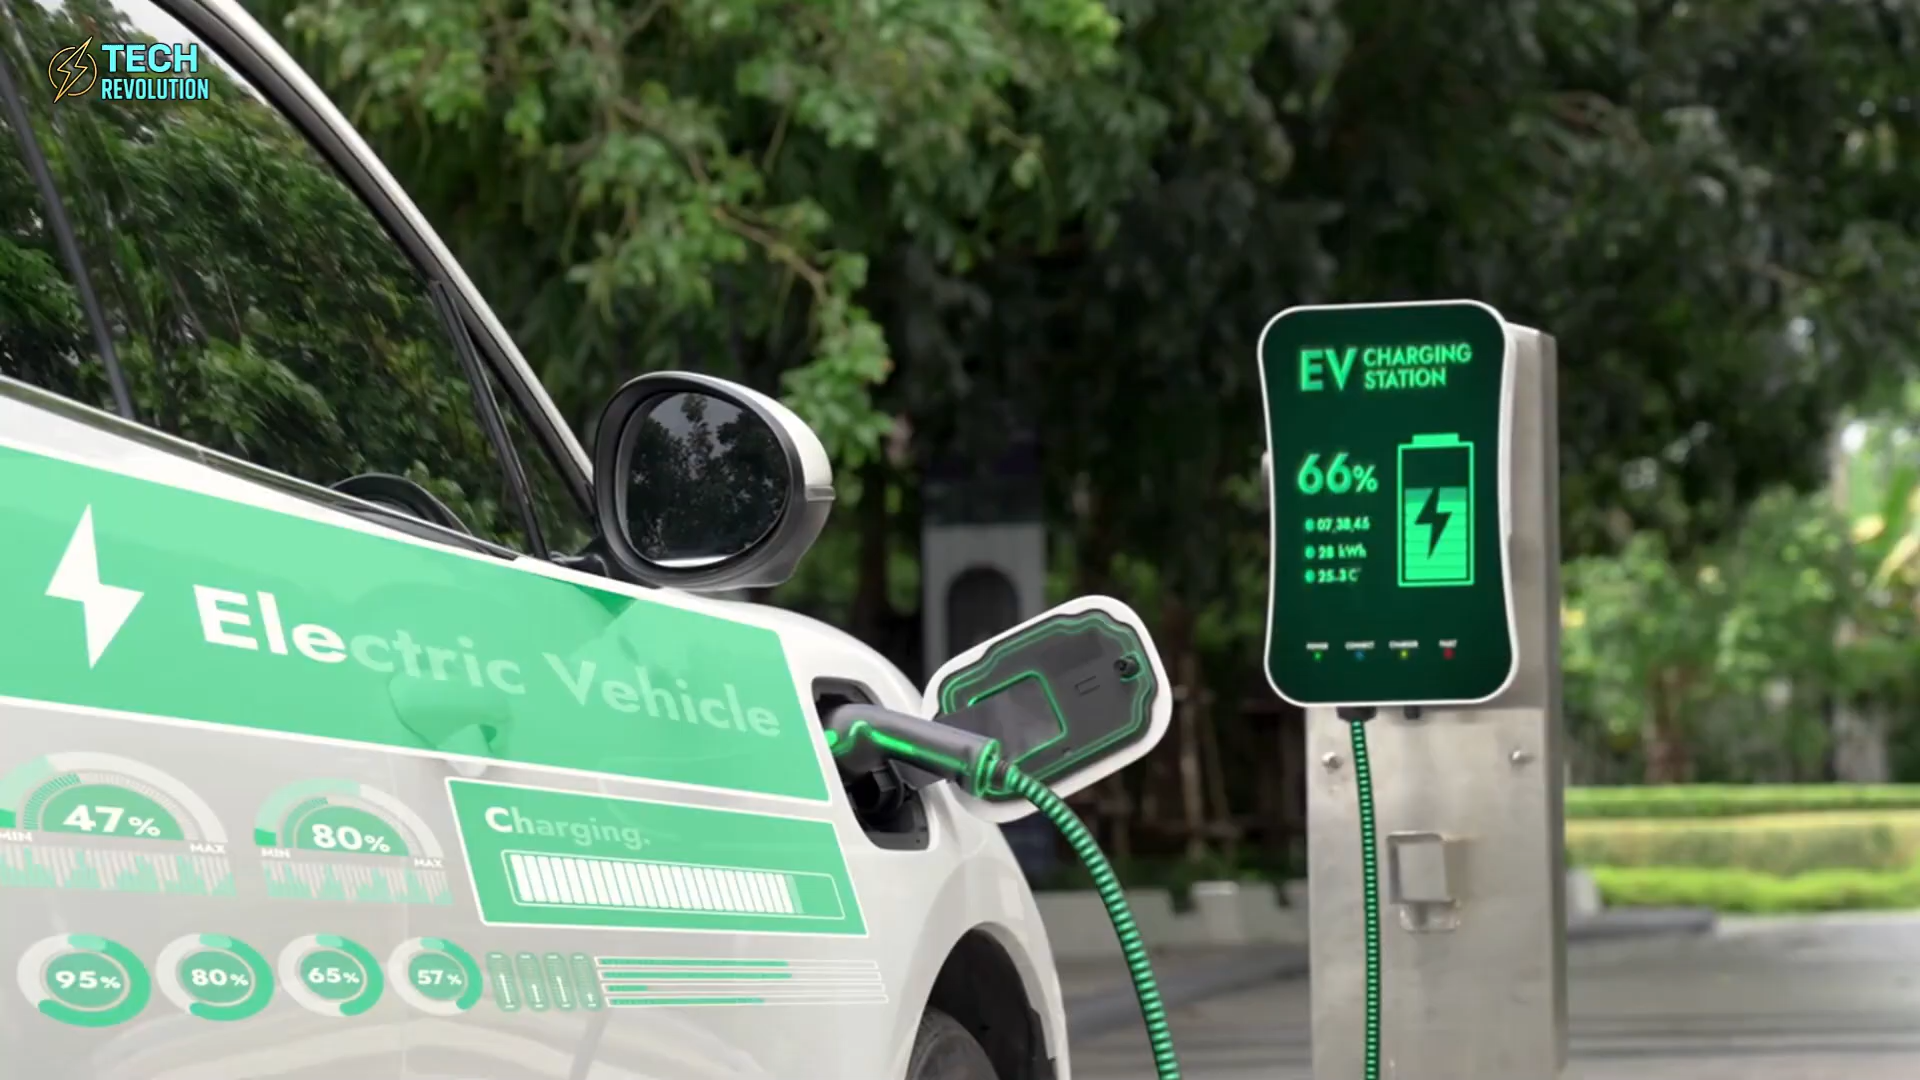 TECH
REVOLUTION
EV CHARGING
STATION
66%
07,38,45
28 kWh
25.3 C°
Electric Vehicle
47%
MIN
MAX
80%
MIN
MAX
Charging.
95%
80%
65%
57%